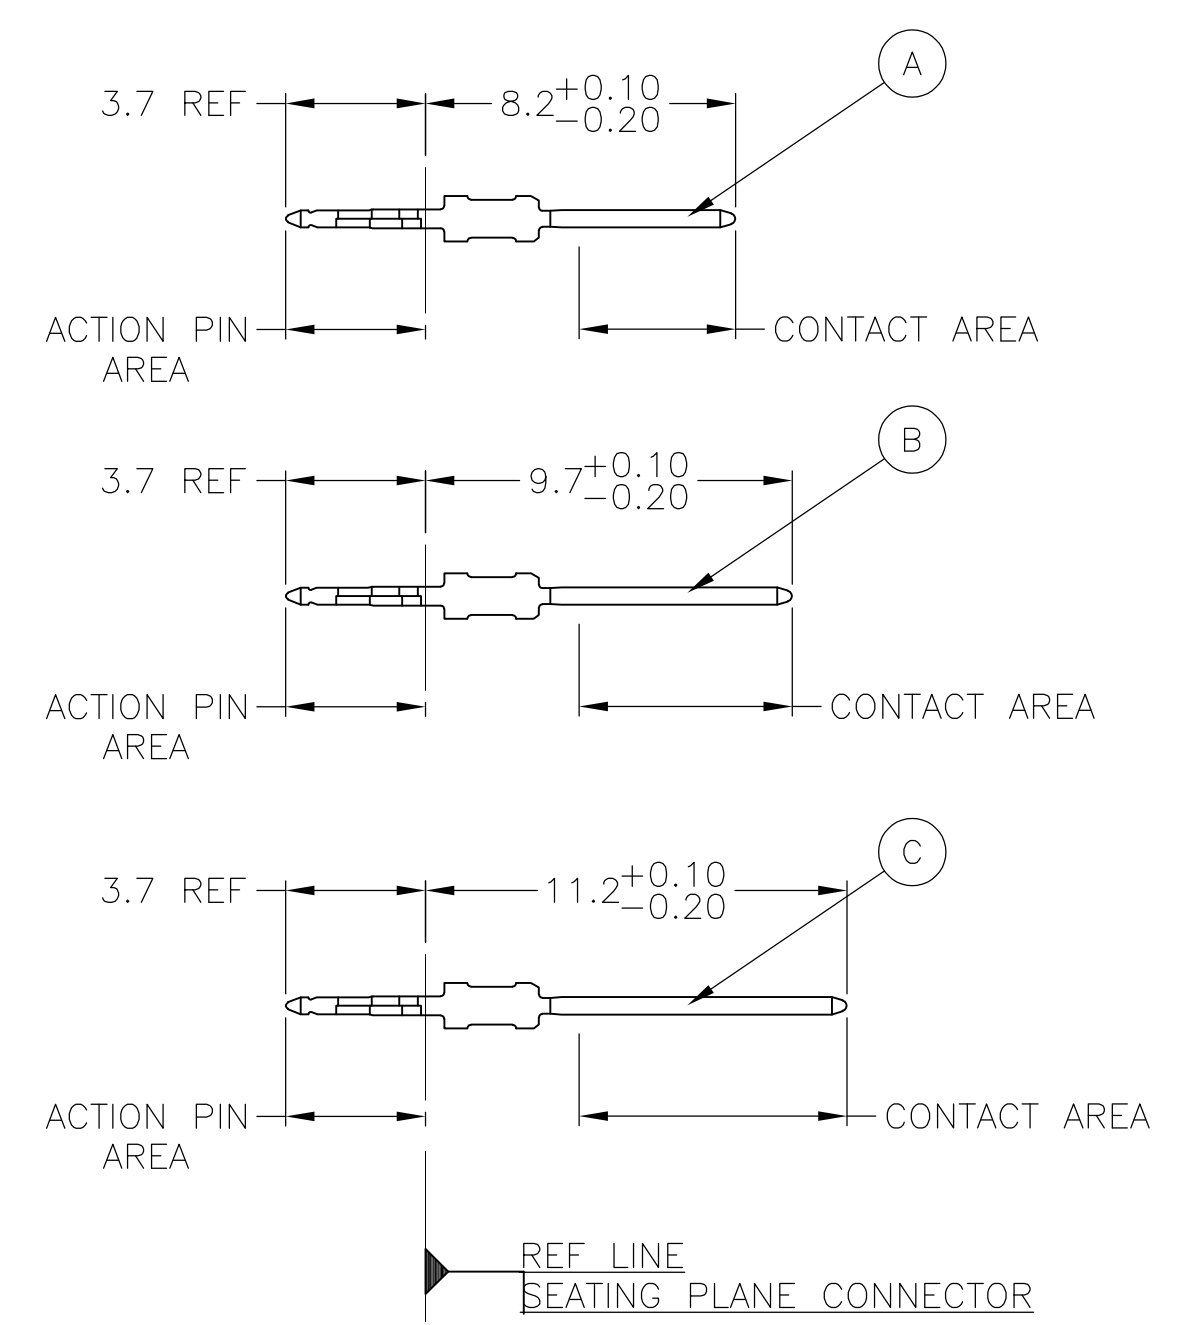 A
3.7 REF 8.2 +0.10
-0.20
ACTION PIN
AREA
CONTACT AREA
B
3.7 REF 9.7 +0.10
-0.20
ACTION PIN
AREA
CONTACT AREA
C
3.7 REF 11.2 +0.10
-0.20
ACTION PIN
AREA
CONTACT AREA
REF LINE
SEATING PLANE CONNECTOR